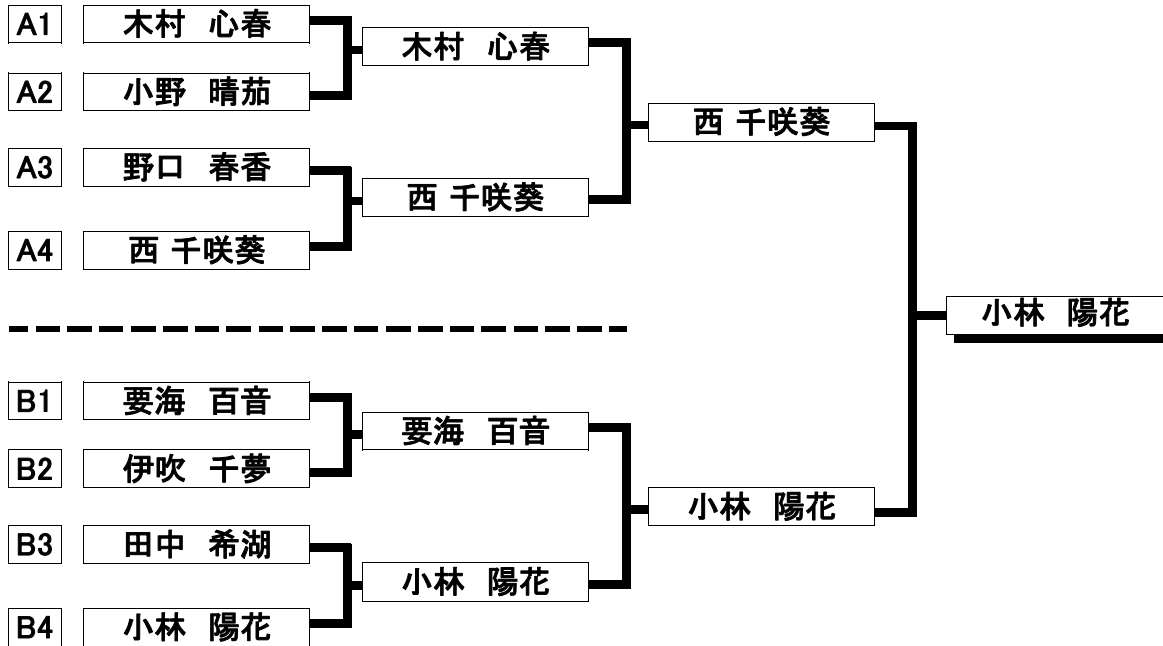 A1 木村　心春
木村　心春
A2 小野　晴茄
西 千咲葵
A3 野口　春香
西 千咲葵
A4 西 千咲葵
小林　陽花
B1 要海　百音
要海　百音
B2 伊吹　千夢
小林　陽花
B3 田中　希湖
小林　陽花
B4 小林　陽花